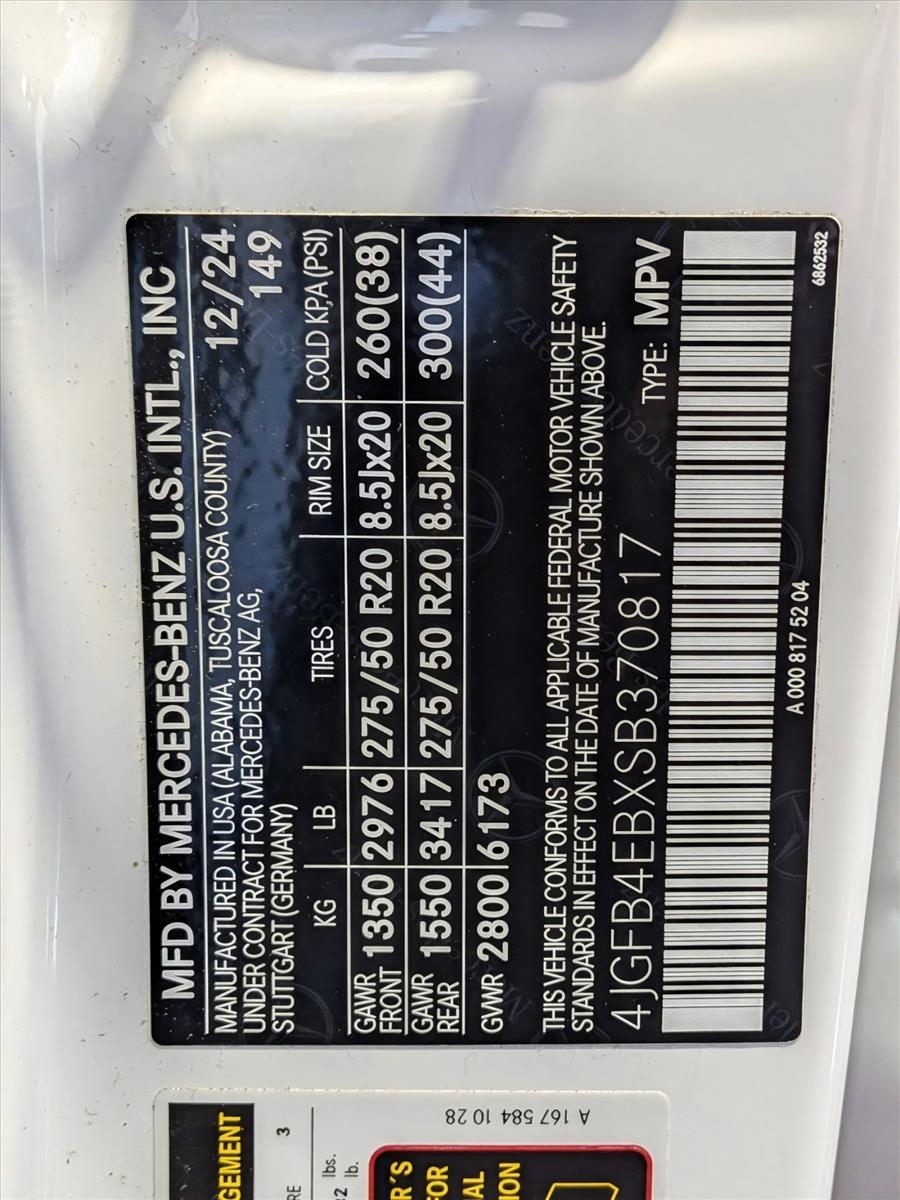 MFD BY MERCEDES-BENZ U.S. INTL., INC
MANUFACTURED IN USA (ALABAMA, TUSCALOOSA COUNTY) 12/24
UNDER CONTRACT FOR MERCEDES-BENZ AG, 149
STUTTGART (GERMANY)
KG LB TIRES RIM SIZE COLD KPA (PSI)
GAWR FRONT 1350 2976 275/50 R20 8.5Jx20 260(38)
GAWR REAR 1550 3417 275/50 R20 8.5Jx20 300(44)
GVWR 2800 6173
THIS VEHICLE CONFORMS TO ALL APPLICABLE FEDERAL MOTOR VEHICLE SAFETY
STANDARDS IN EFFECT ON THE DATE OF MANUFACTURE SHOWN ABOVE.
4JGFB4EBXSB370817 TYPE: MPV
A 000 817 52 04
6862532
A 167 584 10 28
GEMENT
3
lbs.
lb.